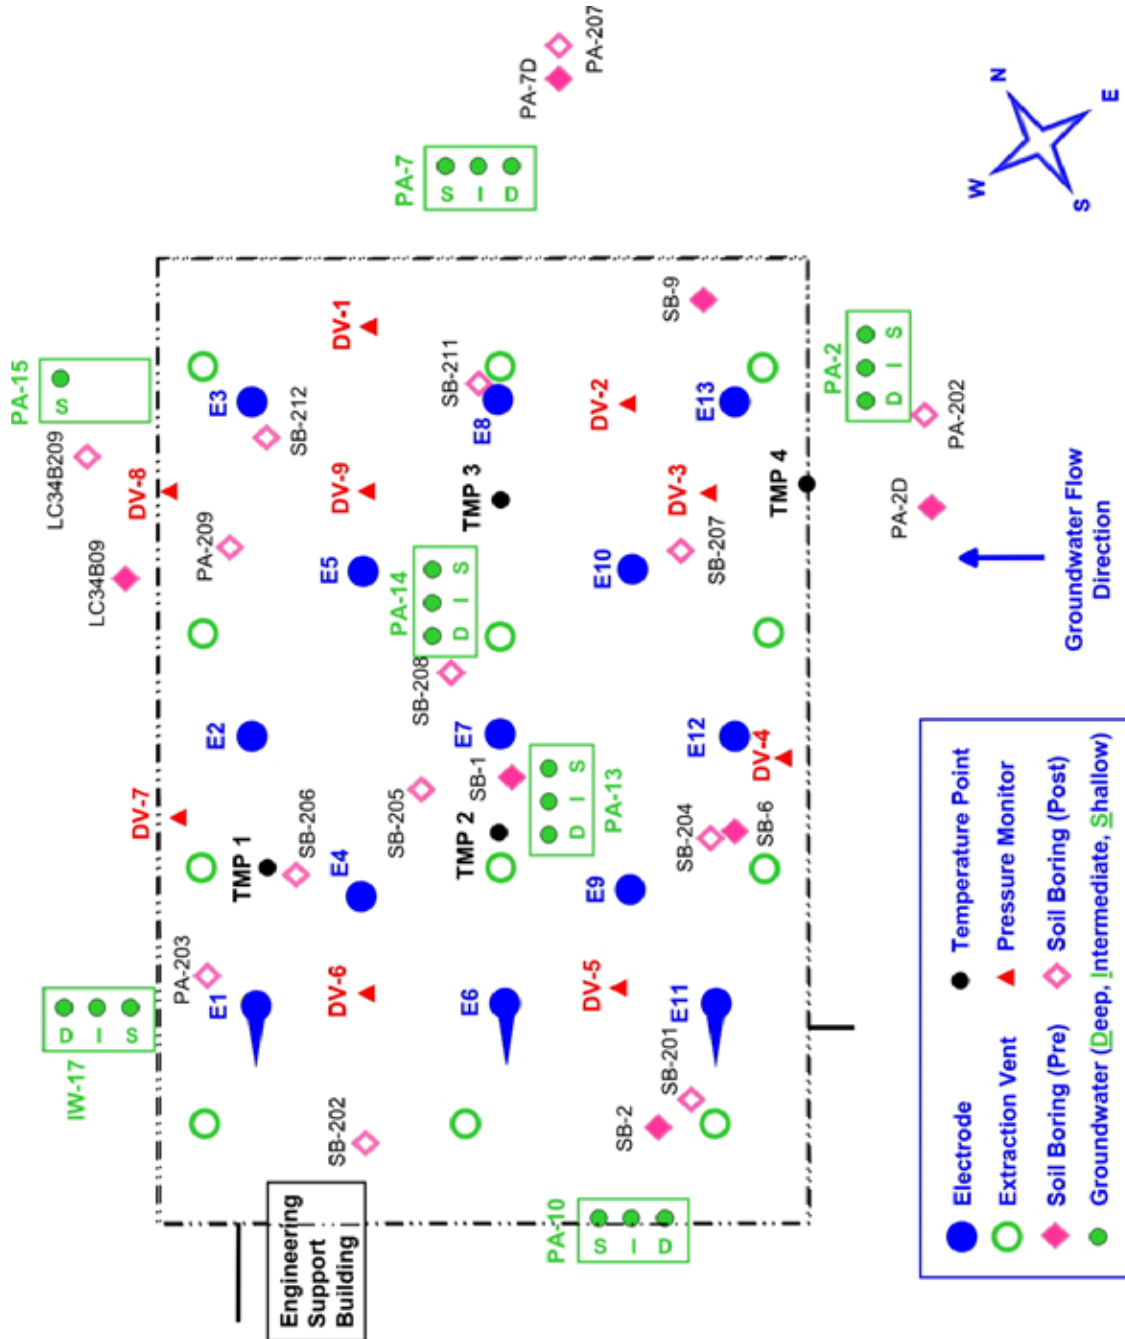 IW-17
D I S
PA-15
S
LC34B09
LC34B209
PA-7
S I D
PA-7D
PA-207
DV-7
DV-8
PA-203
E1
TMP 1
SB-206
E2
PA-209
E3
SB-212
SB-202
DV-6
E4
SB-205
SB-208
PA-14
D I S
E5
DV-9
DV-1
E6
TMP 2
SB-1
E7
TMP 3
E8
SB-211
PA-13
D I S
PA-10
S I D
SB-2
SB-201
DV-5
E9
E10
DV-2
E11
SB-204
SB-6
E12
DV-4
SB-207
DV-3
E13
SB-9
TMP 4
PA-2
D I S
PA-2D
PA-202
Engineering
Support
Building
Groundwater Flow
Direction
W
N
S
E
Electrode
Temperature Point
Extraction Vent
Pressure Monitor
Soil Boring (Pre)
Soil Boring (Post)
Groundwater (Deep, Intermediate, Shallow)